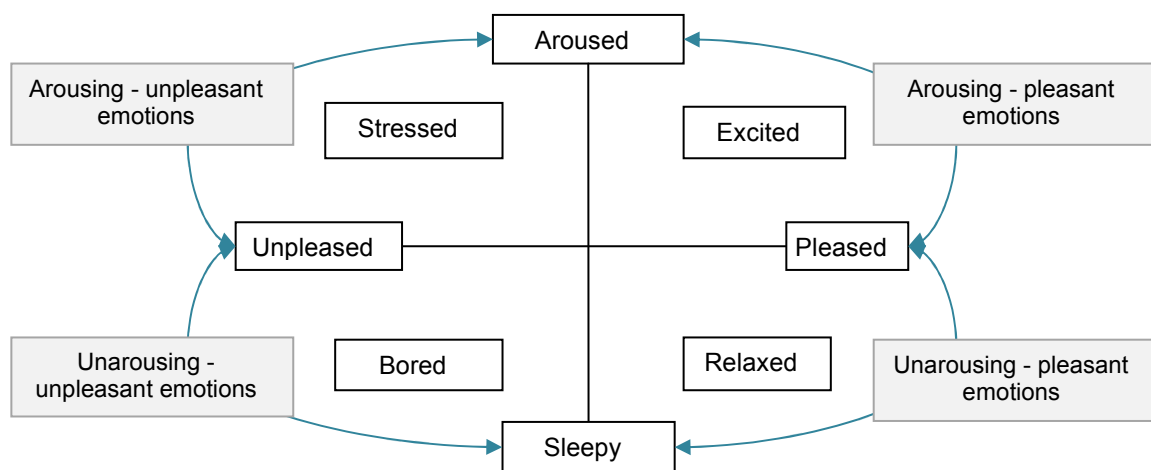 Aroused
Arousing - unpleasant
emotions
Arousing - pleasant
emotions
Stressed
Excited
Unpleased
Pleased
Unarousing -
unpleasant emotions
Bored
Relaxed
Unarousing - pleasant
emotions
Sleepy